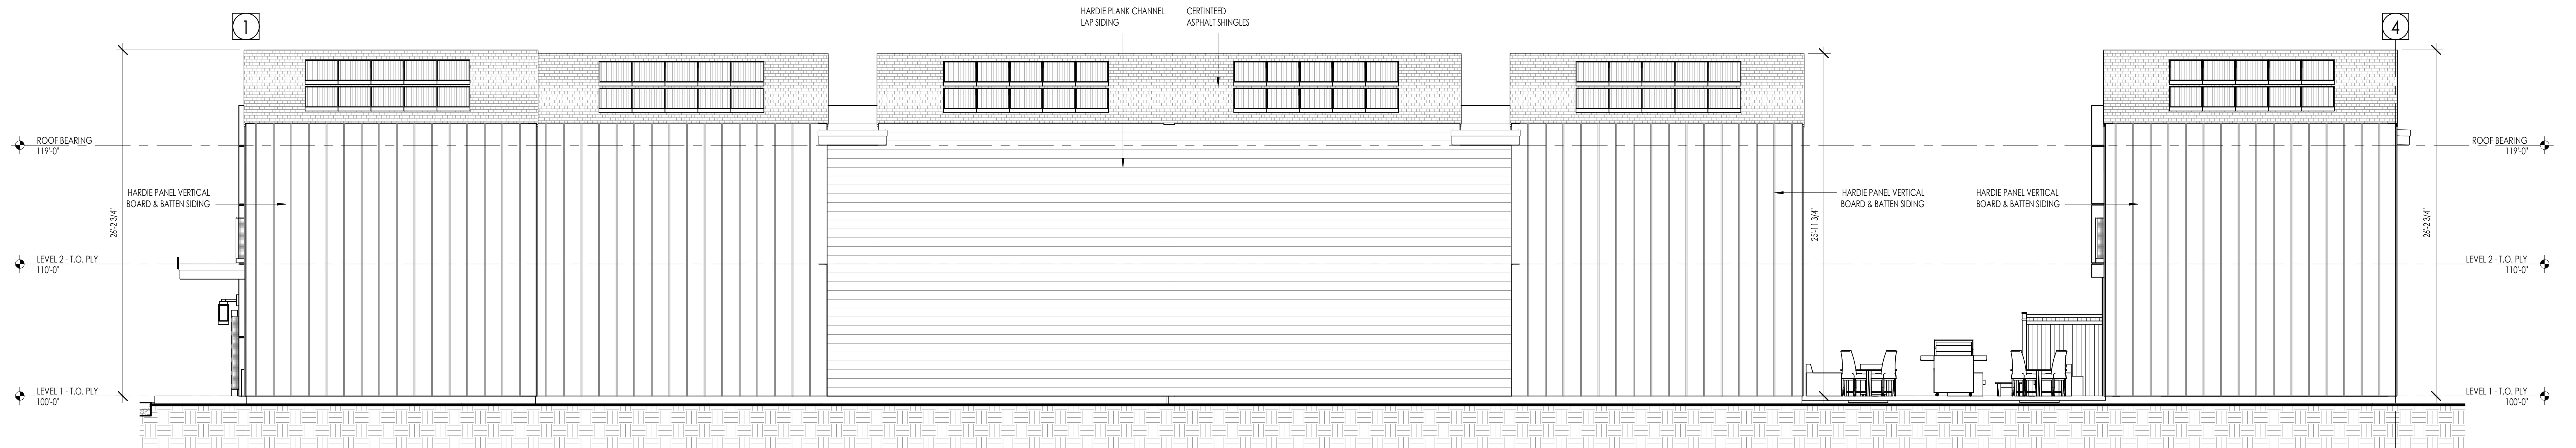 HARDIE PLANK CHANNEL
LAP SIDING
CERTINTEED
ASPHALT SHINGLES
1
4
ROOF BEARING
119'-0"
ROOF BEARING
119'-0"
HARDIE PANEL VERTICAL
BOARD & BATTEN SIDING
HARDIE PANEL VERTICAL
BOARD & BATTEN SIDING
HARDIE PANEL VERTICAL
BOARD & BATTEN SIDING
26'-2 3/4"
25'-11 3/4"
26'-2 3/4"
LEVEL 2 - T.O. PLY
110'-0"
LEVEL 2 - T.O. PLY
110'-0"
LEVEL 1 - T.O. PLY
100'-0"
LEVEL 1 - T.O. PLY
100'-0"